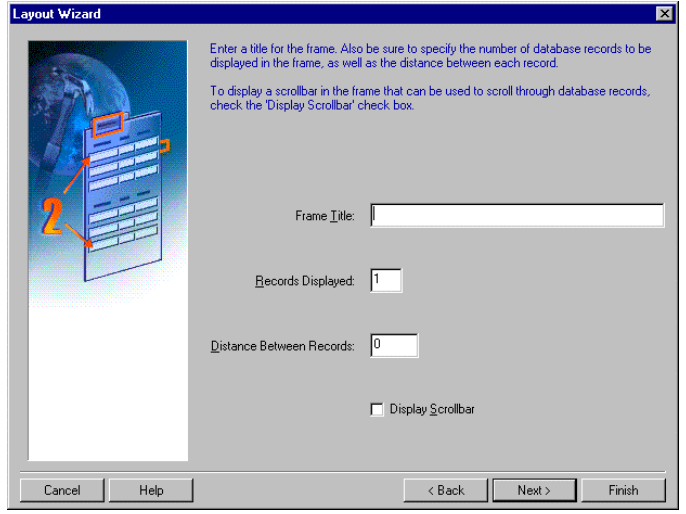 Layout Wizard
Enter a title for the frame. Also be sure to specify the number of database records to be
displayed in the frame, as well as the distance between each record.
To display a scrollbar in the frame that can be used to scroll through database records,
check the 'Display Scrollbar' check box.
2
Frame Title:
Records Displayed: 1
Distance Between Records: 0
Display Scrollbar
Cancel Help < Back Next > Finish